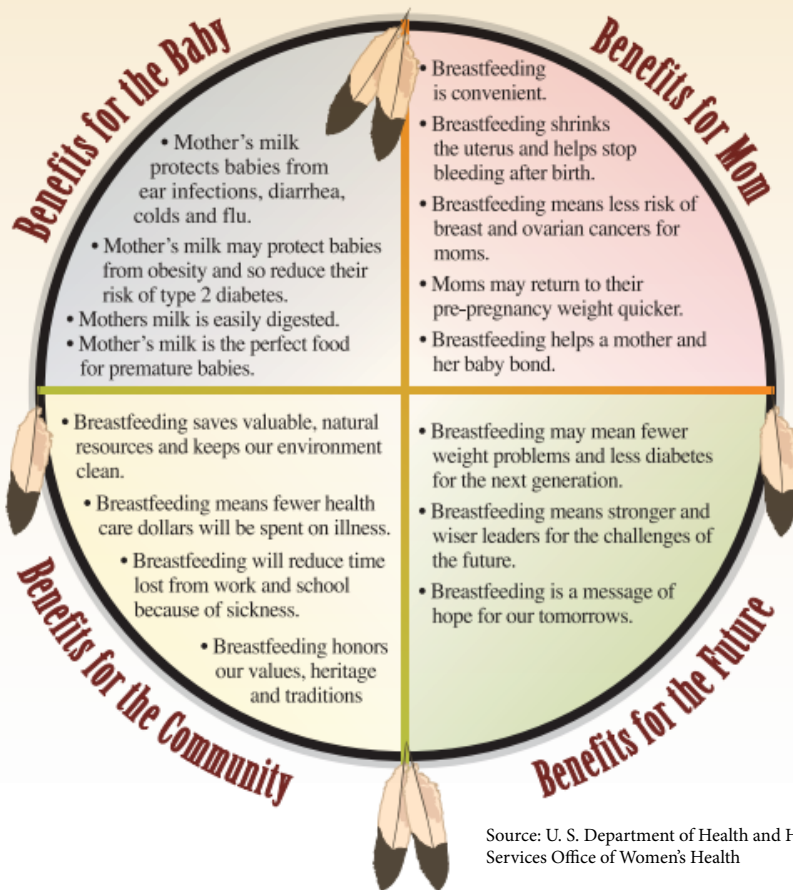 Benefits for the Baby
• Mother's milk
protects babies from
ear infections, diarrhea,
colds and flu.
• Mother's milk may protect babies
from obesity and so reduce their
risk of type 2 diabetes.
• Mothers milk is easily digested.
• Mother's milk is the perfect food
for premature babies.
Benefits for Mom
• Breastfeeding
is convenient.
• Breastfeeding shrinks
the uterus and helps stop
bleeding after birth.
• Breastfeeding means less risk of
breast and ovarian cancers for
moms.
• Moms may return to their
pre-pregnancy weight quicker.
• Breastfeeding helps a mother and
her baby bond.
• Breastfeeding saves valuable, natural
resources and keeps our environment
clean.
• Breastfeeding means fewer health
care dollars will be spent on illness.
• Breastfeeding will reduce time
lost from work and school
because of sickness.
• Breastfeeding honors
our values, heritage
and traditions
Benefits for the Community
• Breastfeeding may mean fewer
weight problems and less diabetes
for the next generation.
• Breastfeeding means stronger and
wiser leaders for the challenges of
the future.
• Breastfeeding is a message of
hope for our tomorrows.
Benefits for the Future
Source: U. S. Department of Health and H
Services Office of Women's Health